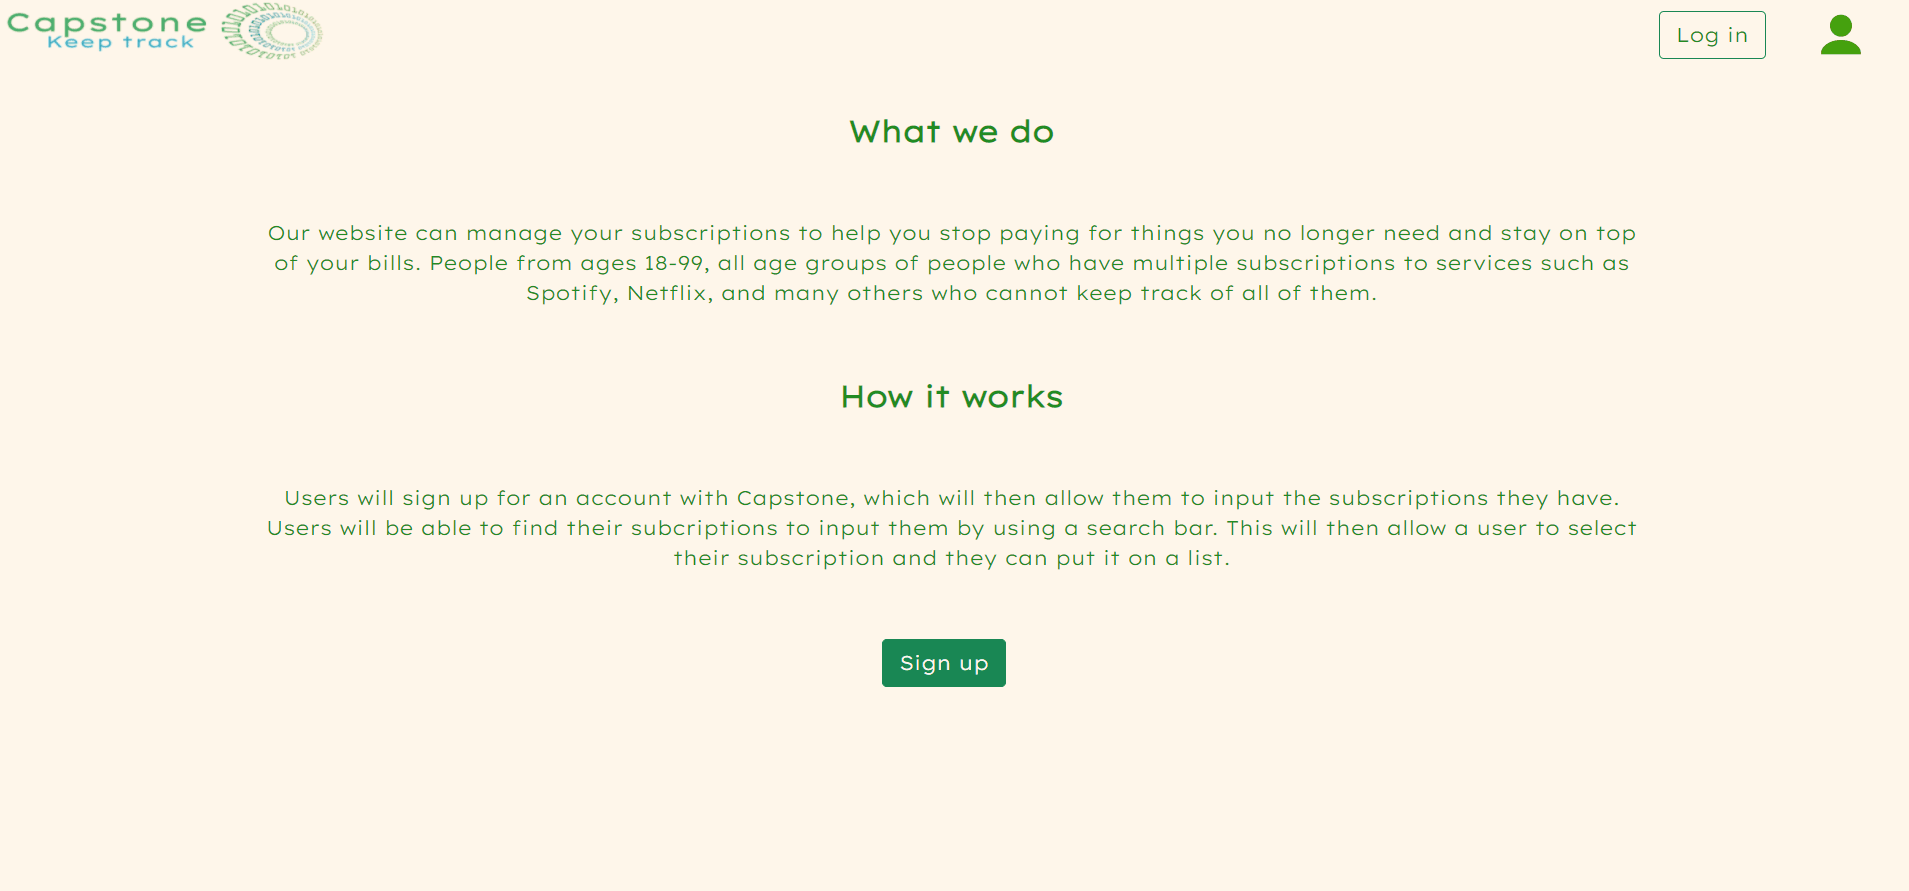 Capstone
Keep track
Log in
What we do
Our website can manage your subscriptions to help you stop paying for things you no longer need and stay on top
of your bills. People from ages 18-99, all age groups of people who have multiple subscriptions to services such as
Spotify, Netflix, and many others who cannot keep track of all of them.
How it works
Users will sign up for an account with Capstone, which will then allow them to input the subscriptions they have.
Users will be able to find their subcriptions to input them by using a search bar. This will then allow a user to select
their subscription and they can put it on a list.
Sign up